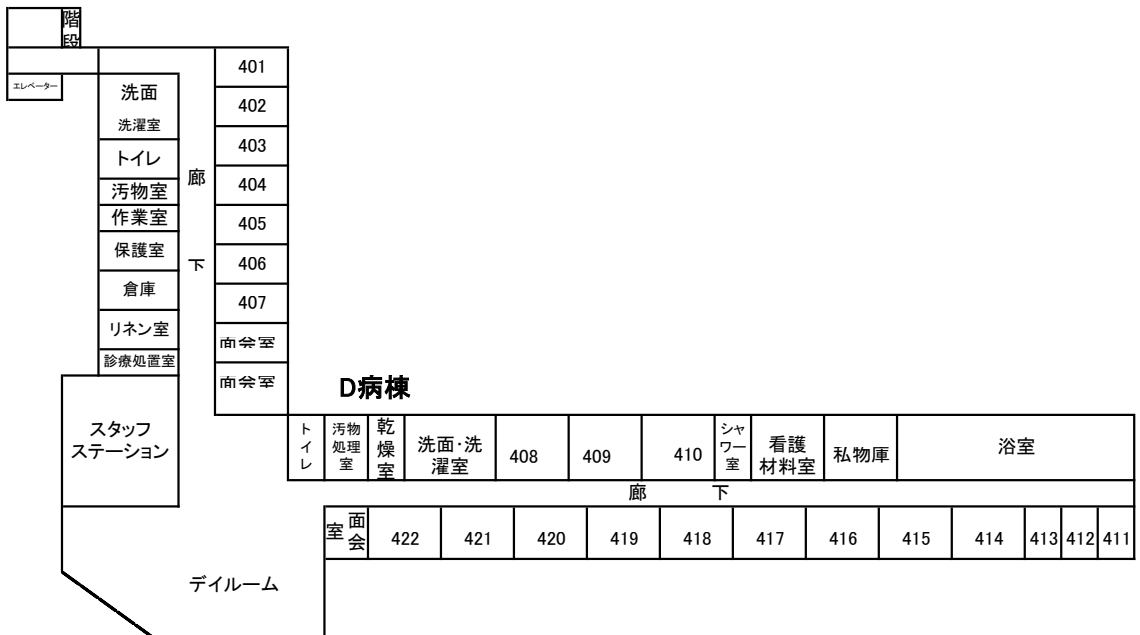 階
段
エレベーター
洗面
洗濯室
トイレ
汚物室
作業室
保護室
倉庫
リネン室
診療処置室
スタッフ
ステーション
廊
下
401
402
403
404
405
406
407
面会室
面会室
D病棟
ト
イ
レ
汚物
処理
室
乾
燥
室
洗面・洗
濯室
408
409
410
シャ
ワー
室
看護
材料室
私物庫
浴室
廊 下
面
会
室
422
421
420
419
418
417
416
415
414
413
412
411
デイルーム